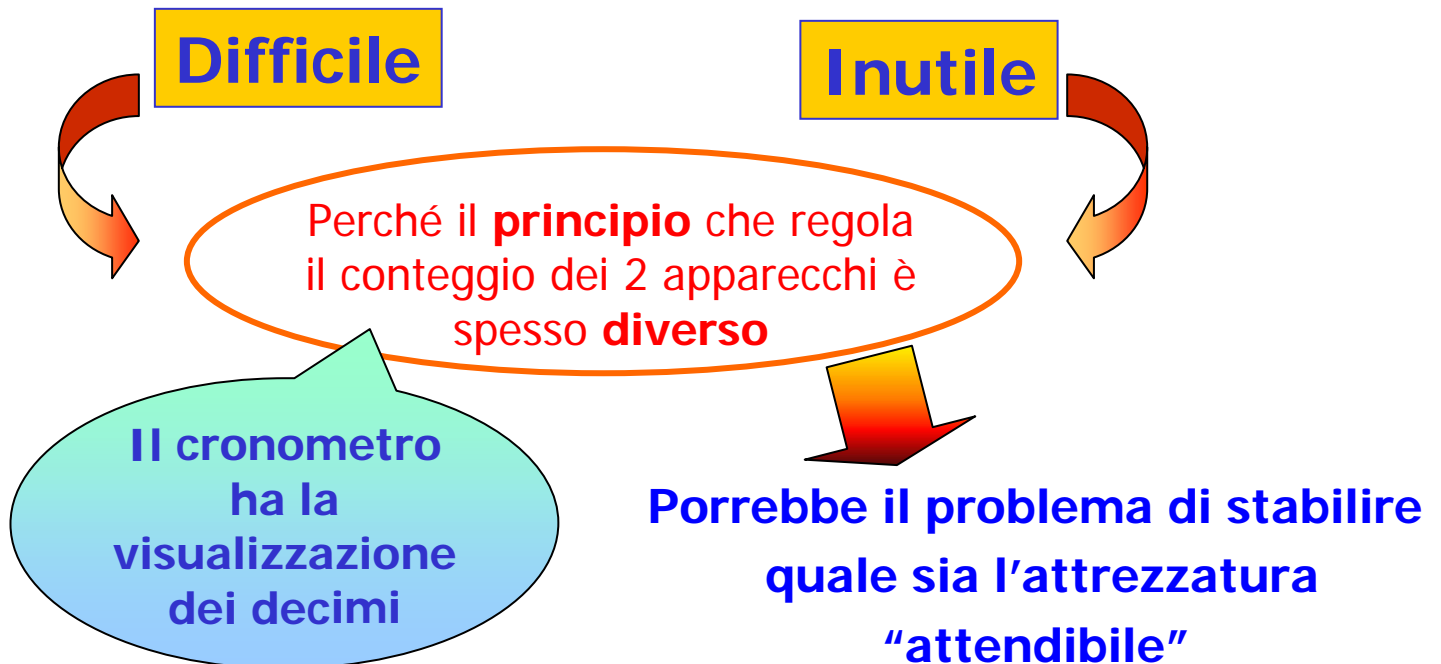 Difficile
Inutile
Perché il principio che regola
il conteggio dei 2 apparecchi è
spesso diverso
Il cronometro
ha la
visualizzazione
dei decimi
Porrebbe il problema di stabilire
quale sia l’attrezzatura
“attendibile”